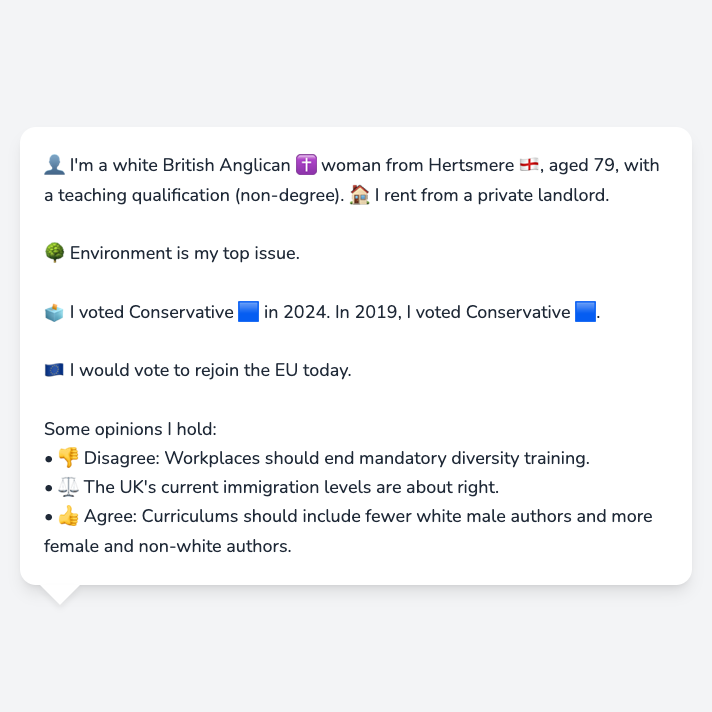 👤 I'm a white British Anglican ✝️ woman from Hertsmere 🏴󠁧󠁢󠁥󠁮󠁧󠁿, aged 79, with
a teaching qualification (non-degree). 🏠 I rent from a private landlord.
🌳 Environment is my top issue.
🗳️ I voted Conservative 🟦 in 2024. In 2019, I voted Conservative 🟦.
🇪🇺 I would vote to rejoin the EU today.
Some opinions I hold:
• 👎 Disagree: Workplaces should end mandatory diversity training.
• ⚖️ The UK's current immigration levels are about right.
• 👍 Agree: Curriculums should include fewer white male authors and more
female and non-white authors.